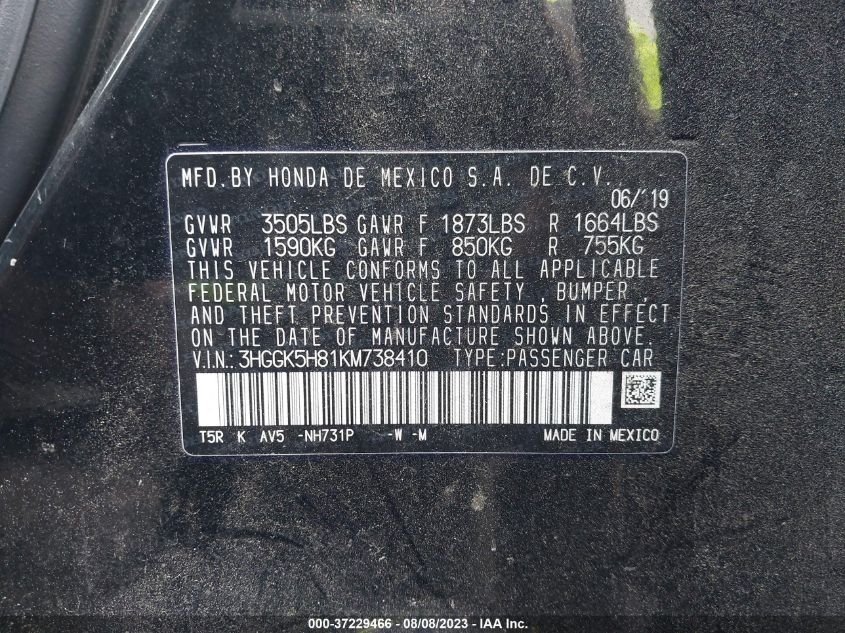 MFD.BY HONDA DE MEXICO S.A. DE C.V.
06/'19
GVWR 3505LBS GAWR F 1873LBS R 1664LBS
GVWR 1590KG GAWR F 850KG R 755KG
THIS VEHICLE CONFORMS TO ALL APPLICABLE
FEDERAL MOTOR VEHICLE SAFETY , BUMPER ,
AND THEFT PREVENTION STANDARDS IN EFFECT
ON THE DATE OF MANUFACTURE SHOWN ABOVE.
V.I.N.:3HGGK5H81KM738410 TYPE:PASSENGER CAR
T5R K AV5 -NH731P -W -M MADE IN MEXICO
000-37229466 - 08/08/2023 - IAA Inc.